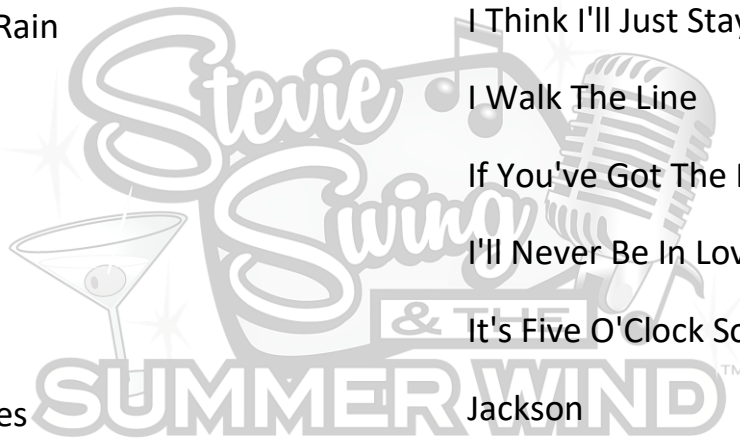 Rain
es
I Think I'll Just Stay
I Walk The Line
If You've Got The
I'll Never Be In Lov
It's Five O'Clock So
Jackson
Stevie
Swing
& THE
SUMMER WIND
TM